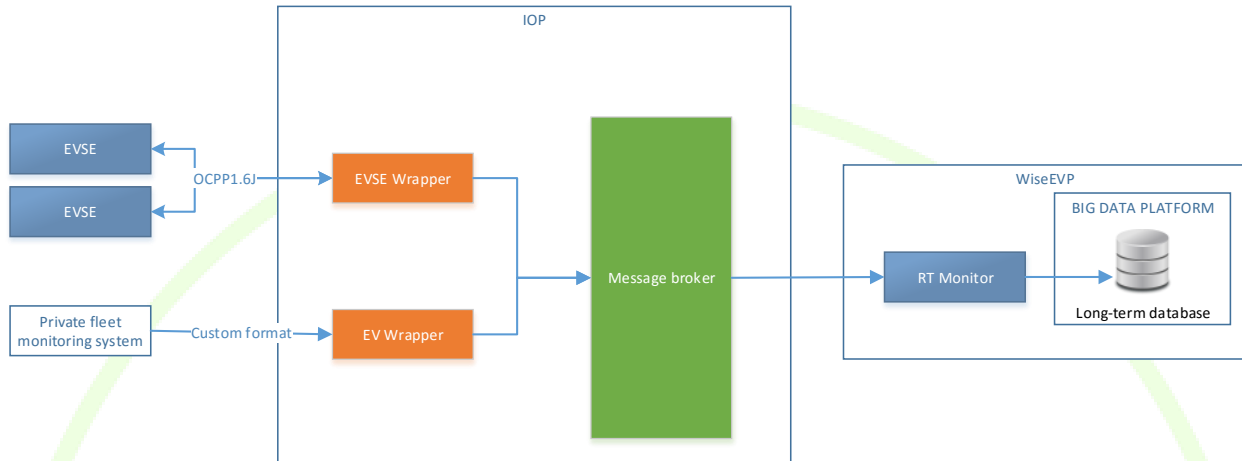 IOP
EVSE
EVSE
OCPP1.6J
EVSE Wrapper
Private fleet
monitoring system
Custom format
EV Wrapper
Message broker
WiseEVP
BIG DATA PLATFORM
RT Monitor
Long-term database